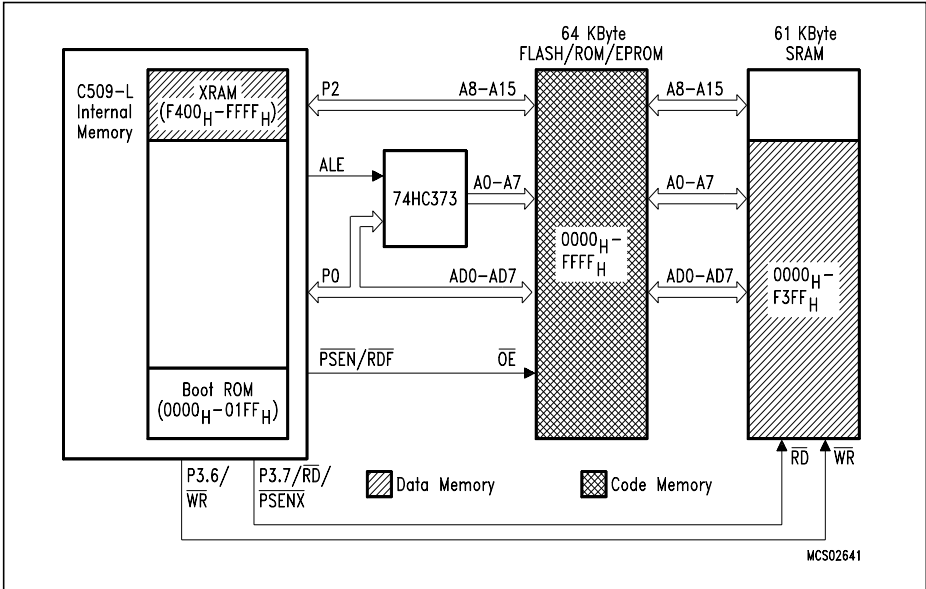 64 KByte
FLASH/ROM/EPROM
61 KByte
SRAM
C509-L
Internal
Memory
XRAM
(F400H-FFFFH)
P2
A8-A15
A8-A15
ALE
74HC373
A0-A7
A0-A7
0000H-
FFFFH
0000H-
F3FFH
P0
AD0-AD7
AD0-AD7
PSEN/RDF
OE
Boot ROM
(0000H-01FFH)
RD
WR
P3.6/
WR
P3.7/RD/
PSENX
Data Memory
Code Memory
MCS02641